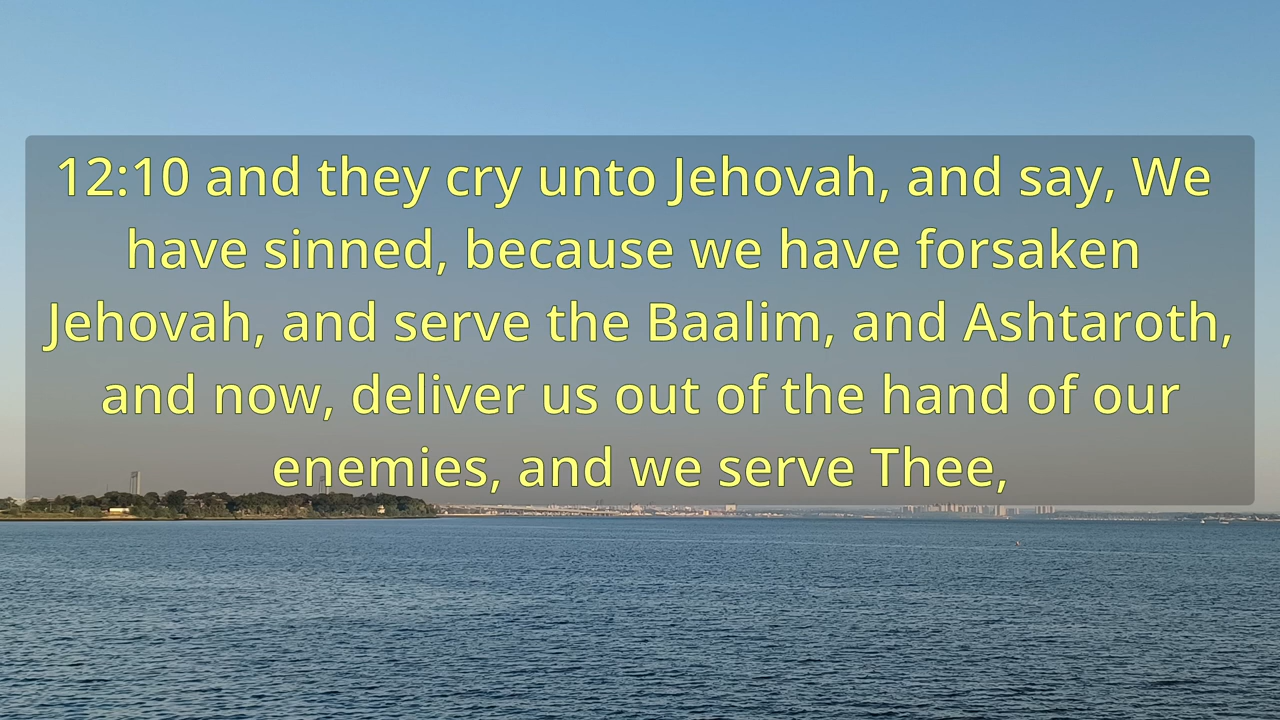 12:10 and they cry unto Jehovah, and say, We
have sinned, because we have forsaken
Jehovah, and serve the Baalim, and Ashtaroth,
and now, deliver us out of the hand of our
enemies, and we serve Thee,